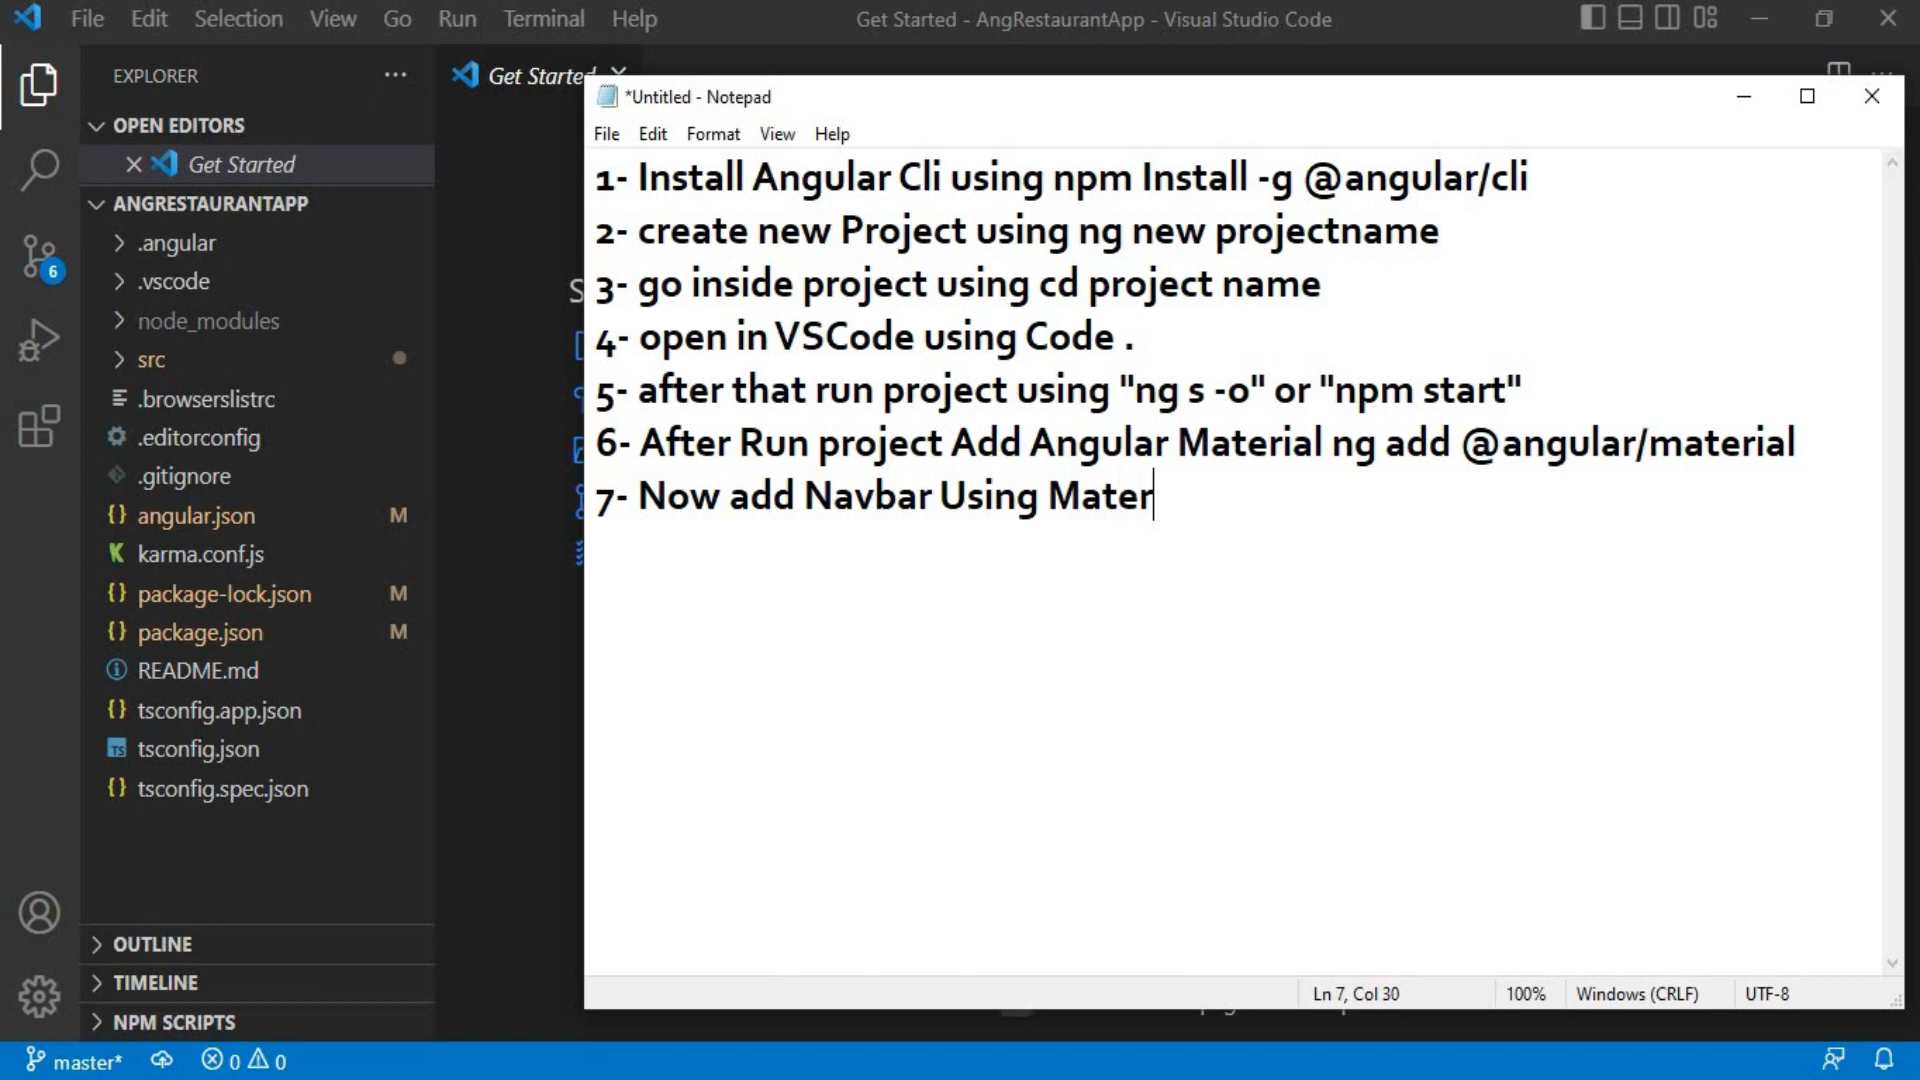 File Edit Selection View Go Run Terminal Help
Get Started - AngRestaurantApp - Visual Studio Code
EXPLORER
OPEN EDITORS
Get Started
ANGRESTAURANTAPP
.angular
.vscode
node_modules
src
.browserslistrc
.editorconfig
.gitignore
angular.json M
karma.conf.js
package-lock.json M
package.json M
README.md
tsconfig.app.json
tsconfig.json
tsconfig.spec.json
OUTLINE
TIMELINE
NPM SCRIPTS
6
Get Started
*Untitled - Notepad
File Edit Format View Help
1- Install Angular Cli using npm Install -g @angular/cli
2- create new Project using ng new projectname
3- go inside project using cd project name
4- open in VSCode using Code .
5- after that run project using "ng s -o" or "npm start"
6- After Run project Add Angular Material ng add @angular/material
7- Now add Navbar Using Mater
Ln 7, Col 30
100%
Windows (CRLF)
UTF-8
master* 0 0